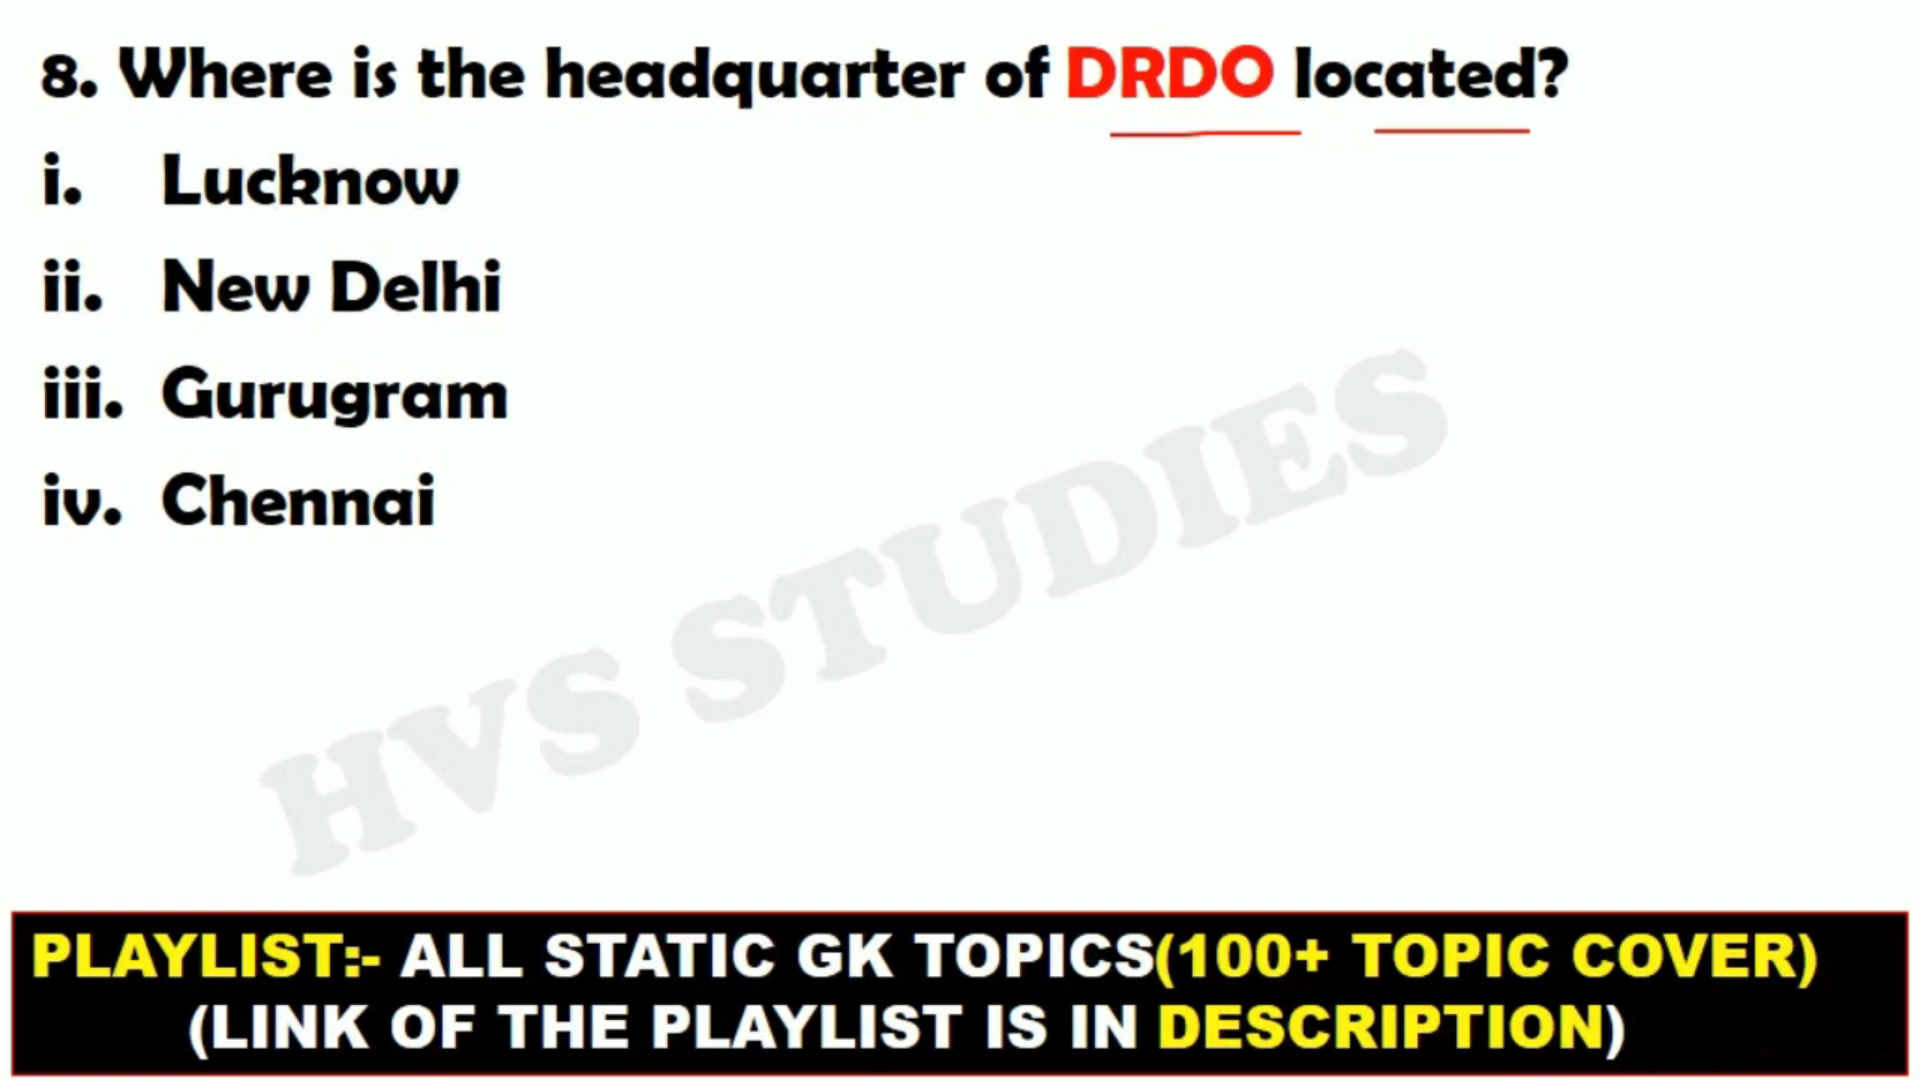 8. Where is the headquarter of DRDO located?
i. Lucknow
ii. New Delhi
iii. Gurugram
iv. Chennai
HVS STUDIES
PLAYLIST:- ALL STATIC GK TOPICS(100+ TOPIC COVER)
(LINK OF THE PLAYLIST IS IN DESCRIPTION)